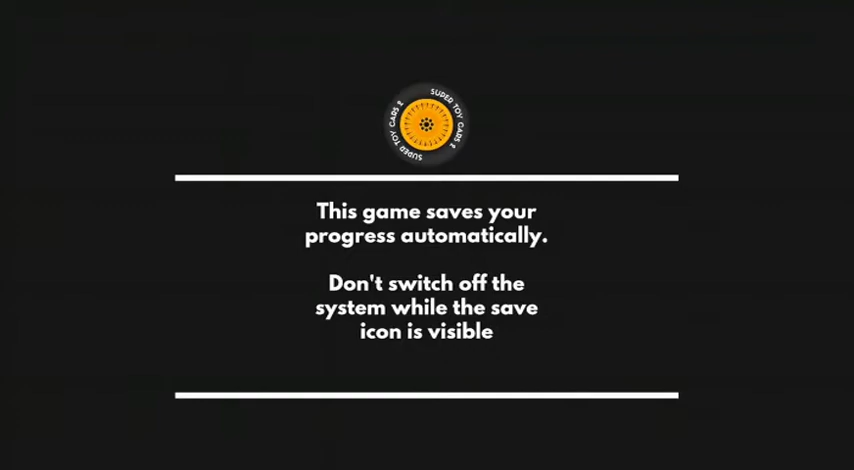 SUPER TOY CARS 2
SUPER TOY CARS 2
This game saves your
progress automatically.
Don't switch off the
system while the save
icon is visible